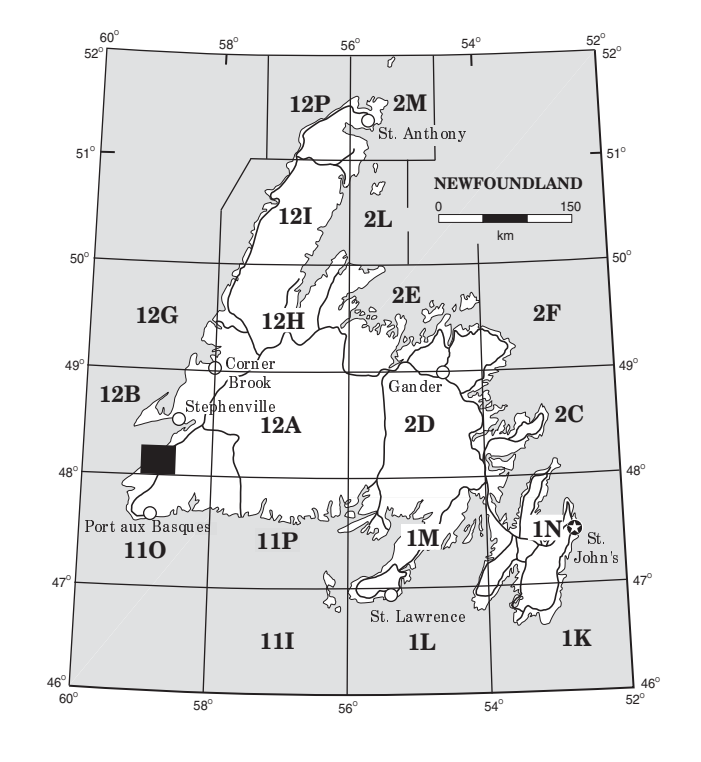 60° 58° 56° 54° 52°
52° 52°
12P 2M
St. Anthony
51° 51°
NEWFOUNDLAND
0 150
km
12I 2L
50° 50°
12G 12H 2E 2F
49° 49°
Corner
Brook
Gander
12B
Stephenville
12A 2D 2C
48° 48°
Port aux Basques
11O 11P 1M 1N
St.
John's
47° 47°
St. Lawrence
11I 1L 1K
46° 46°
60° 58° 56° 54° 52°